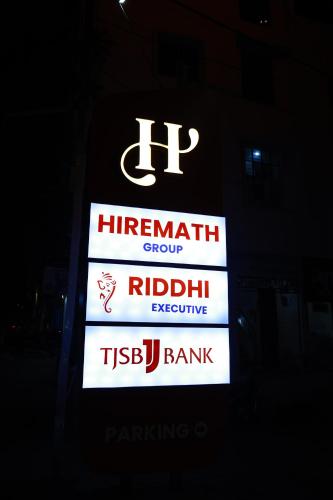 H
HIREMATH
GROUP
RIDDHI
EXECUTIVE
TJSB BANK
PARKING